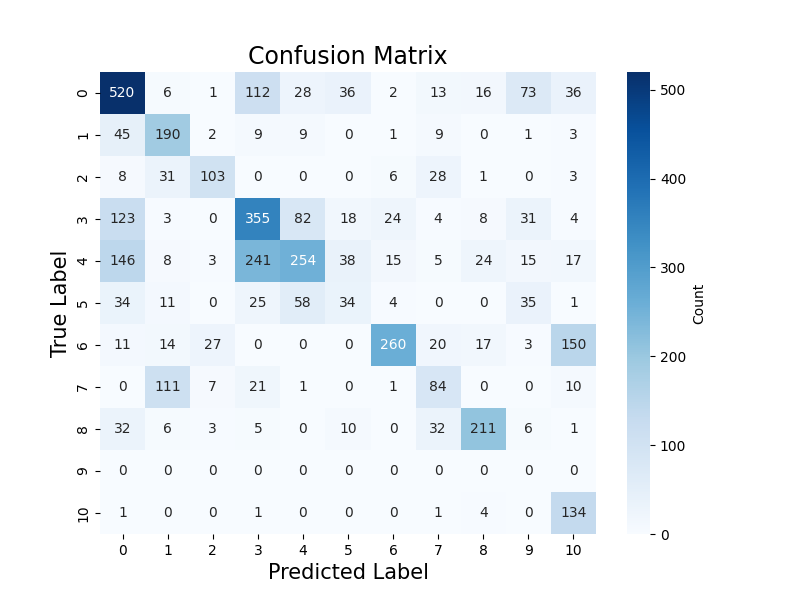 Confusion Matrix
0 520 6 1 112 28 36 2 13 16 73 36
1 45 190 2 9 9 0 1 9 0 1 3
2 8 31 103 0 0 0 6 28 1 0 3
3 123 3 0 355 82 18 24 4 8 31 4
4 146 8 3 241 254 38 15 5 24 15 17
5 34 11 0 25 58 34 4 0 0 35 1
6 11 14 27 0 0 0 260 20 17 3 150
7 0 111 7 21 1 0 1 84 0 0 10
8 32 6 3 5 0 10 0 32 211 6 1
9 0 0 0 0 0 0 0 0 0 0 0
10 1 0 0 1 0 0 0 1 4 0 134
0 1 2 3 4 5 6 7 8 9 10
Predicted Label
True Label
500
400
300
200
100
0
Count